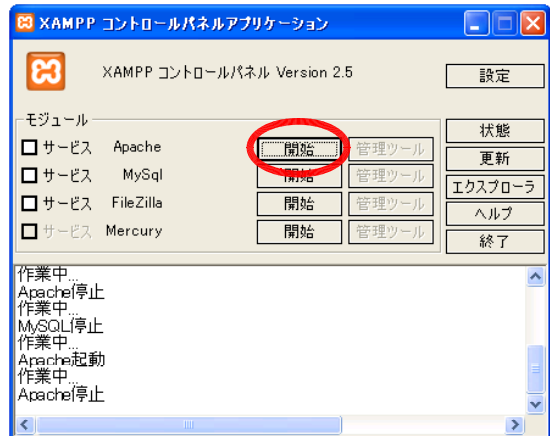 XAMPP コントロールパネルアプリケーション
XAMPP コントロールパネル Version 2.5
設定
モジュール
サービス Apache 開始 管理ツール
サービス MySql 開始 管理ツール
サービス FileZilla 開始 管理ツール
サービス Mercury 開始 管理ツール
状態
更新
エクスプローラ
ヘルプ
終了
作業中...
Apache停止
作業中...
MySQL停止
作業中...
Apache起動
作業中...
Apache停止